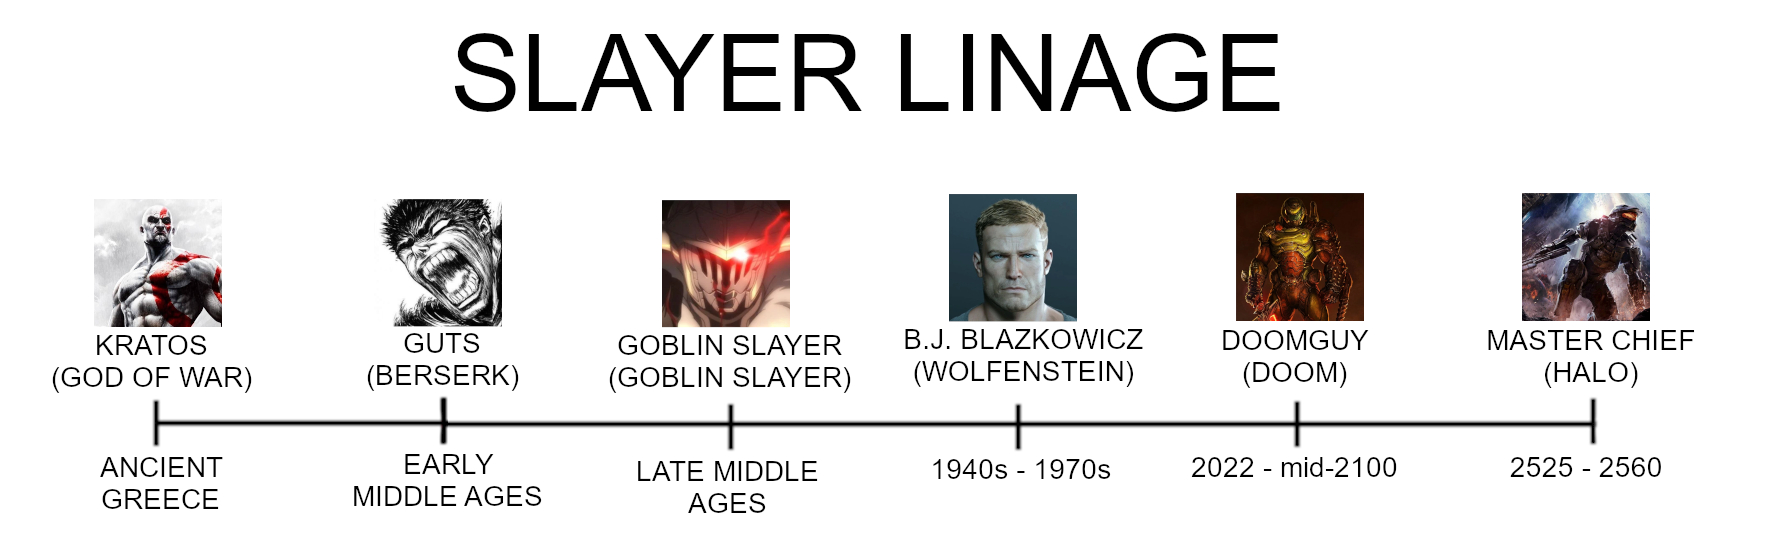 SLAYER LINAGE
KRATOS
(GOD OF WAR)
GUTS
(BERSERK)
GOBLIN SLAYER
(GOBLIN SLAYER)
B.J. BLAZKOWICZ
(WOLFENSTEIN)
DOOMGUY
(DOOM)
MASTER CHIEF
(HALO)
ANCIENT
GREECE
EARLY
MIDDLE AGES
LATE MIDDLE
AGES
1940s - 1970s
2022 - mid-2100
2525 - 2560